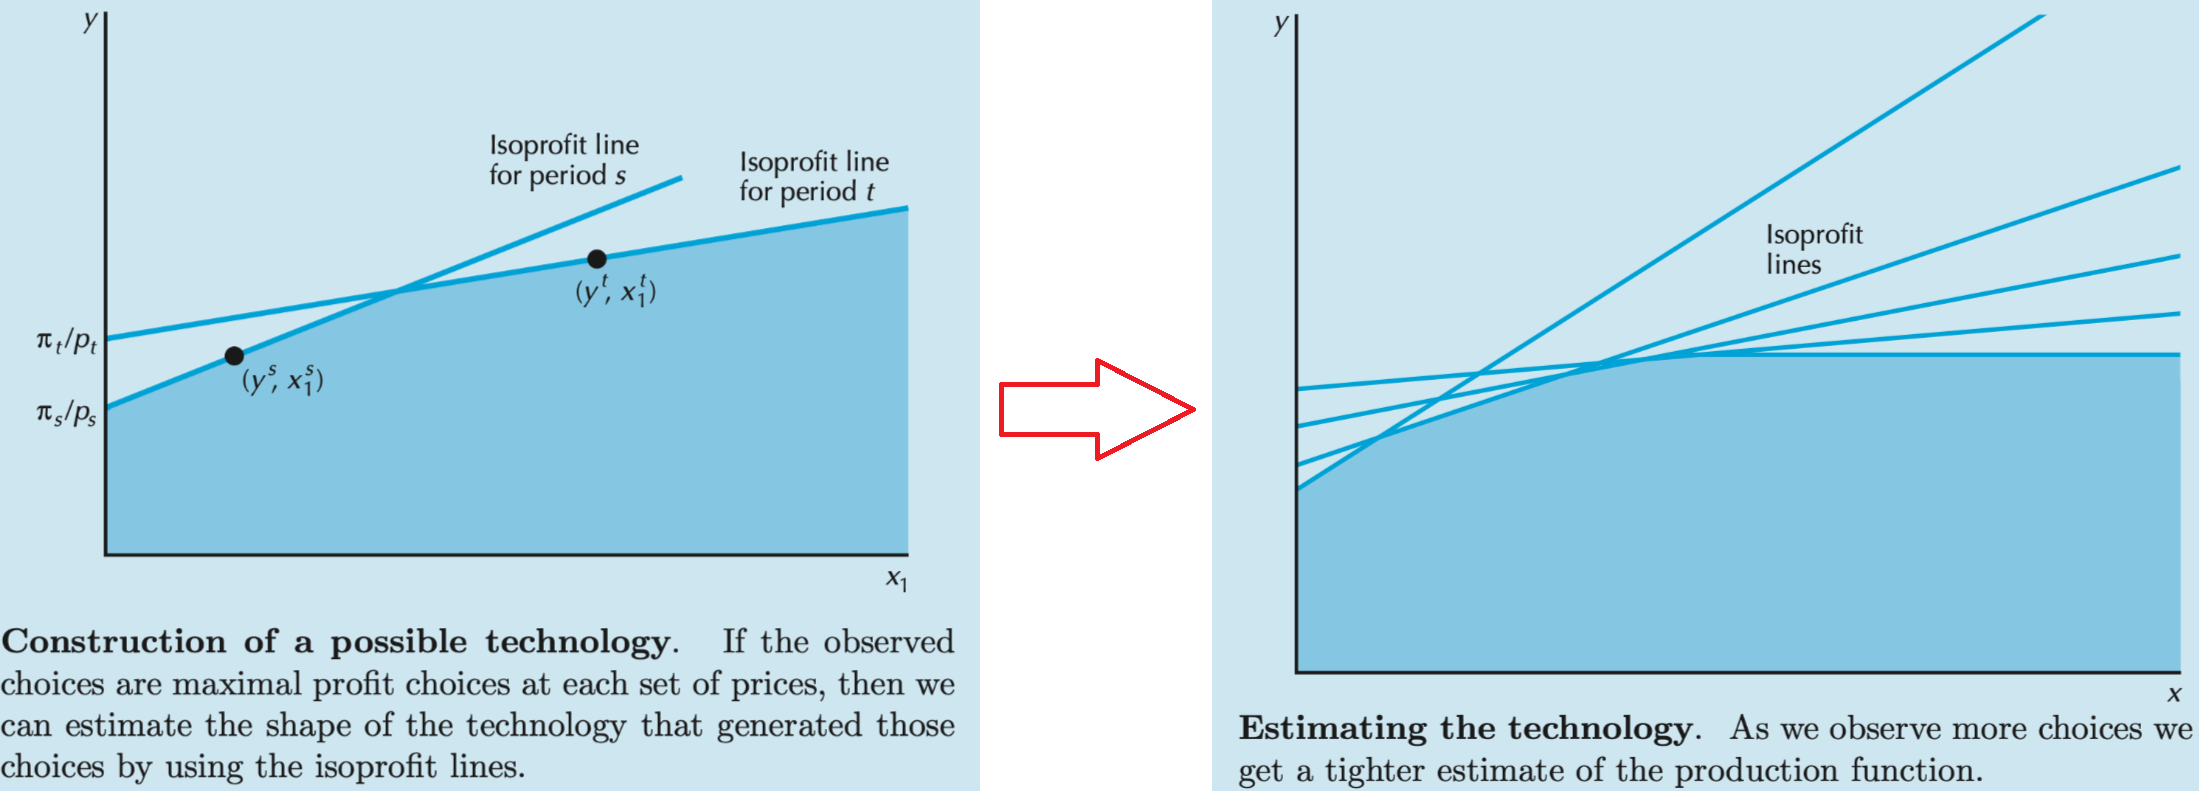 y
Isoprofit line
for period s
Isoprofit line
for period t
π_t/p_t
(y^t, x_1^t)
(y^s, x_1^s)
π_s/p_s
x_1
Construction of a possible technology. If the observed
choices are maximal profit choices at each set of prices, then we
can estimate the shape of the technology that generated those
choices by using the isoprofit lines.
y
Isoprofit
lines
x
Estimating the technology. As we observe more choices we
get a tighter estimate of the production function.